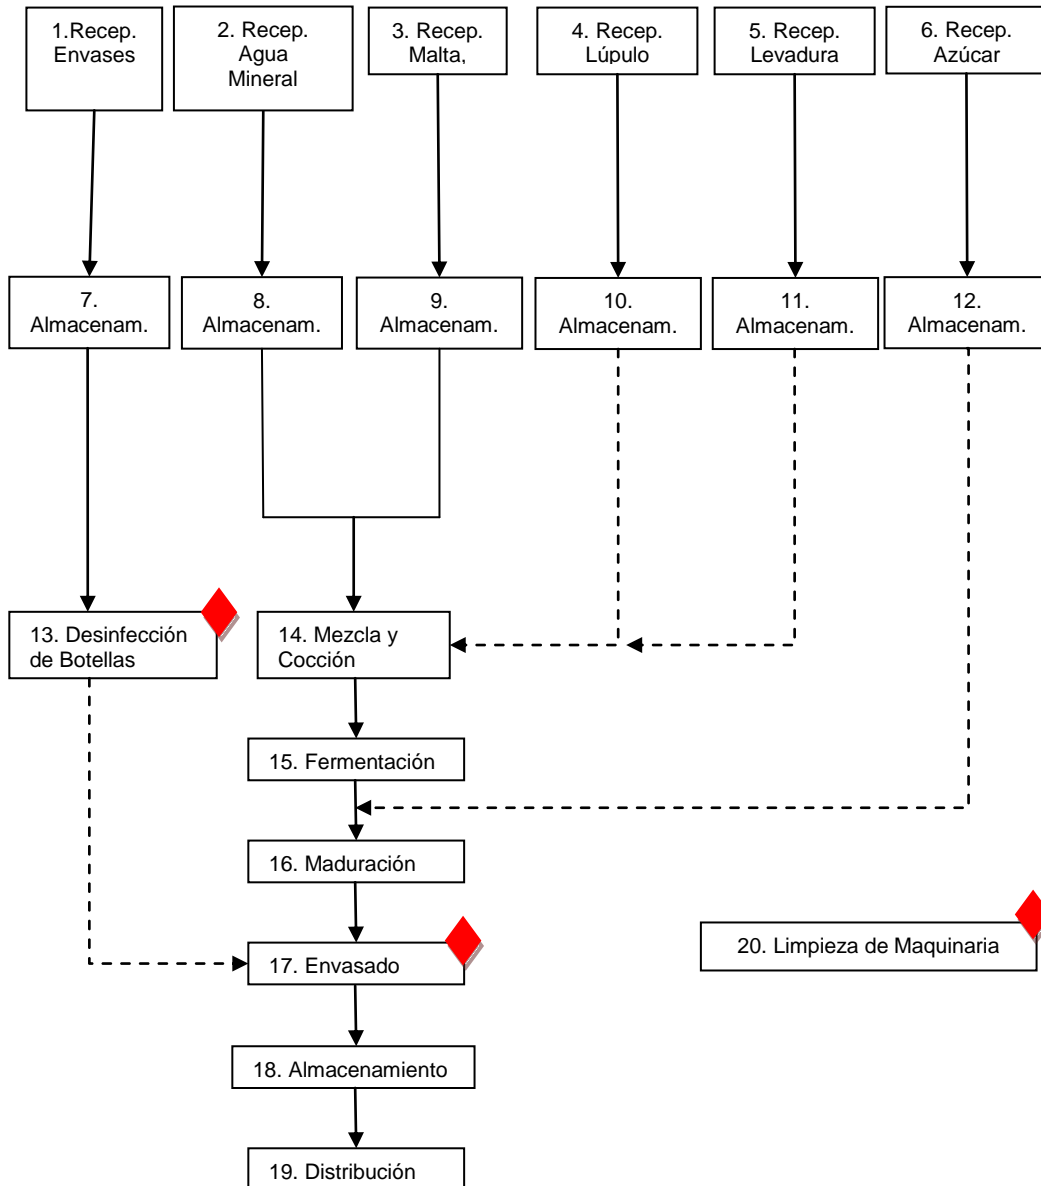 1.Recep.
Envases
2. Recep.
Agua
Mineral
3. Recep.
Malta,
4. Recep.
Lúpulo
5. Recep.
Levadura
6. Recep.
Azúcar
7.
Almacenam.
8.
Almacenam.
9.
Almacenam.
10.
Almacenam.
11.
Almacenam.
12.
Almacenam.
13. Desinfección
de Botellas
14. Mezcla y
Cocción
15. Fermentación
16. Maduración
17. Envasado
20. Limpieza de Maquinaria
18. Almacenamiento
19. Distribución